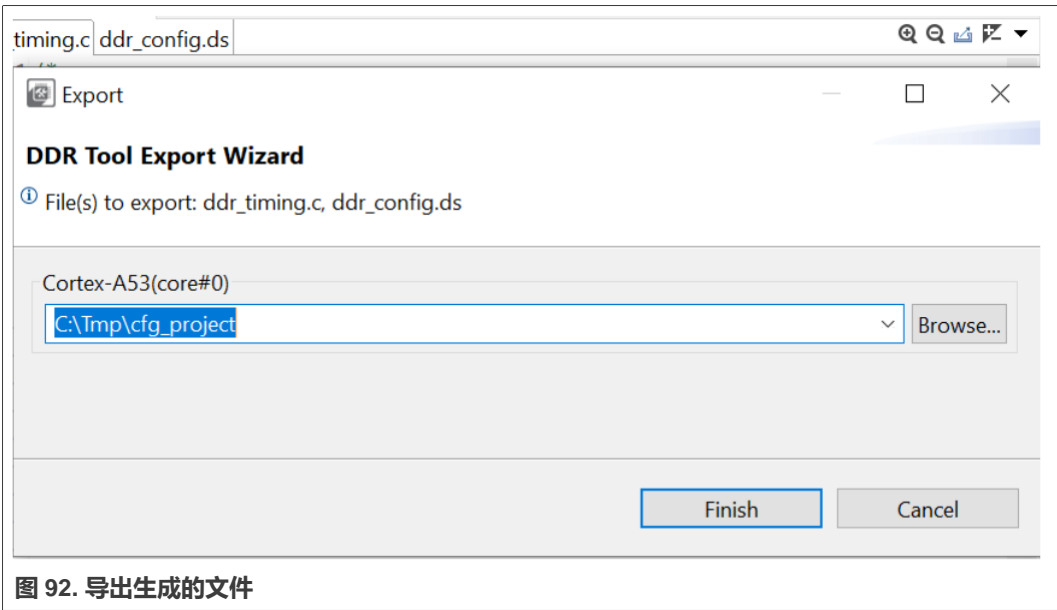 timing.c ddr_config.ds
Export
DDR Tool Export Wizard
File(s) to export: ddr_timing.c, ddr_config.ds
Cortex-A53(core#0)
C:\Tmp\cfg_project
Browse...
Finish
Cancel
图 92. 导出生成的文件